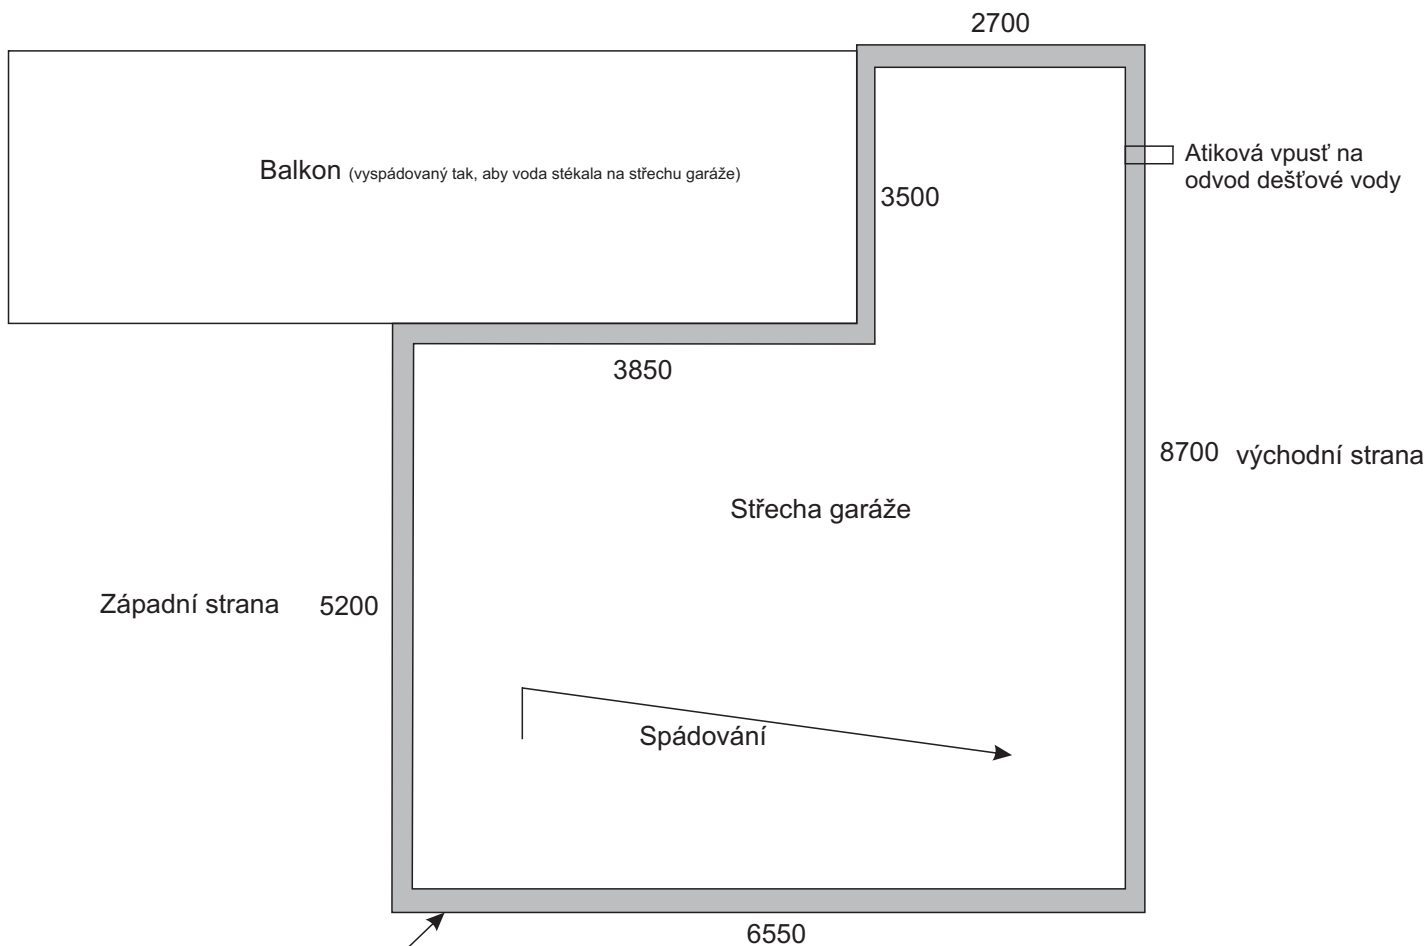 2700
Balkon (vyspádovaný tak, aby voda stékala na střechu garáže)
Atiková vpusť na
odvod dešťové vody
3500
3850
8700 východní strana
Střecha garáže
Západní strana 5200
Spádování
6550